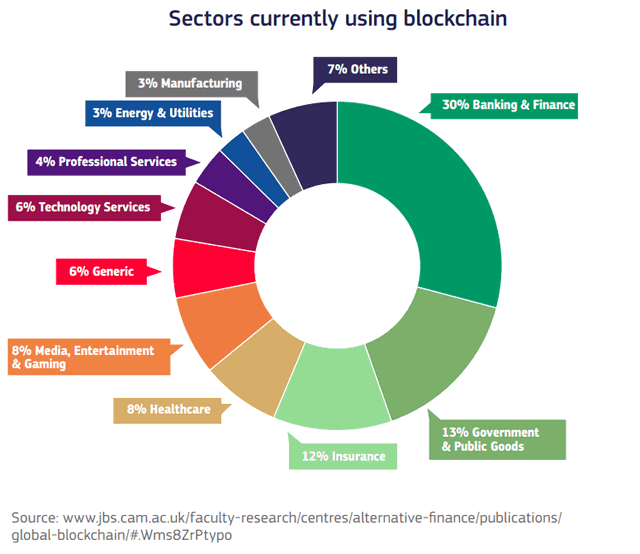 Sectors currently using blockchain
7% Others
3% Manufacturing
30% Banking & Finance
3% Energy & Utilities
4% Professional Services
6% Technology Services
6% Generic
8% Media, Entertainment
& Gaming
8% Healthcare
13% Government
& Public Goods
12% Insurance
Source: www.jbs.cam.ac.uk/faculty-research/centres/alternative-finance/publications/
global-blockchain/#.Wms8ZrPtypo